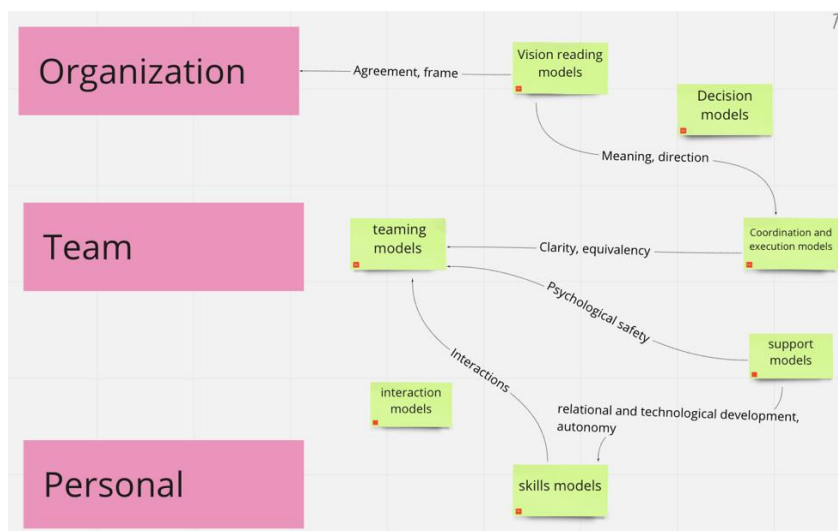 Organization
Agreement, frame
Vision reading
models
Decision
models
Meaning, direction
Team
teaming
models
Clarity, equivalency
Coordination and
execution models
Psychological safety
support
models
Interactions
interaction
models
relational and technological development,
autonomy
Personal
skills models